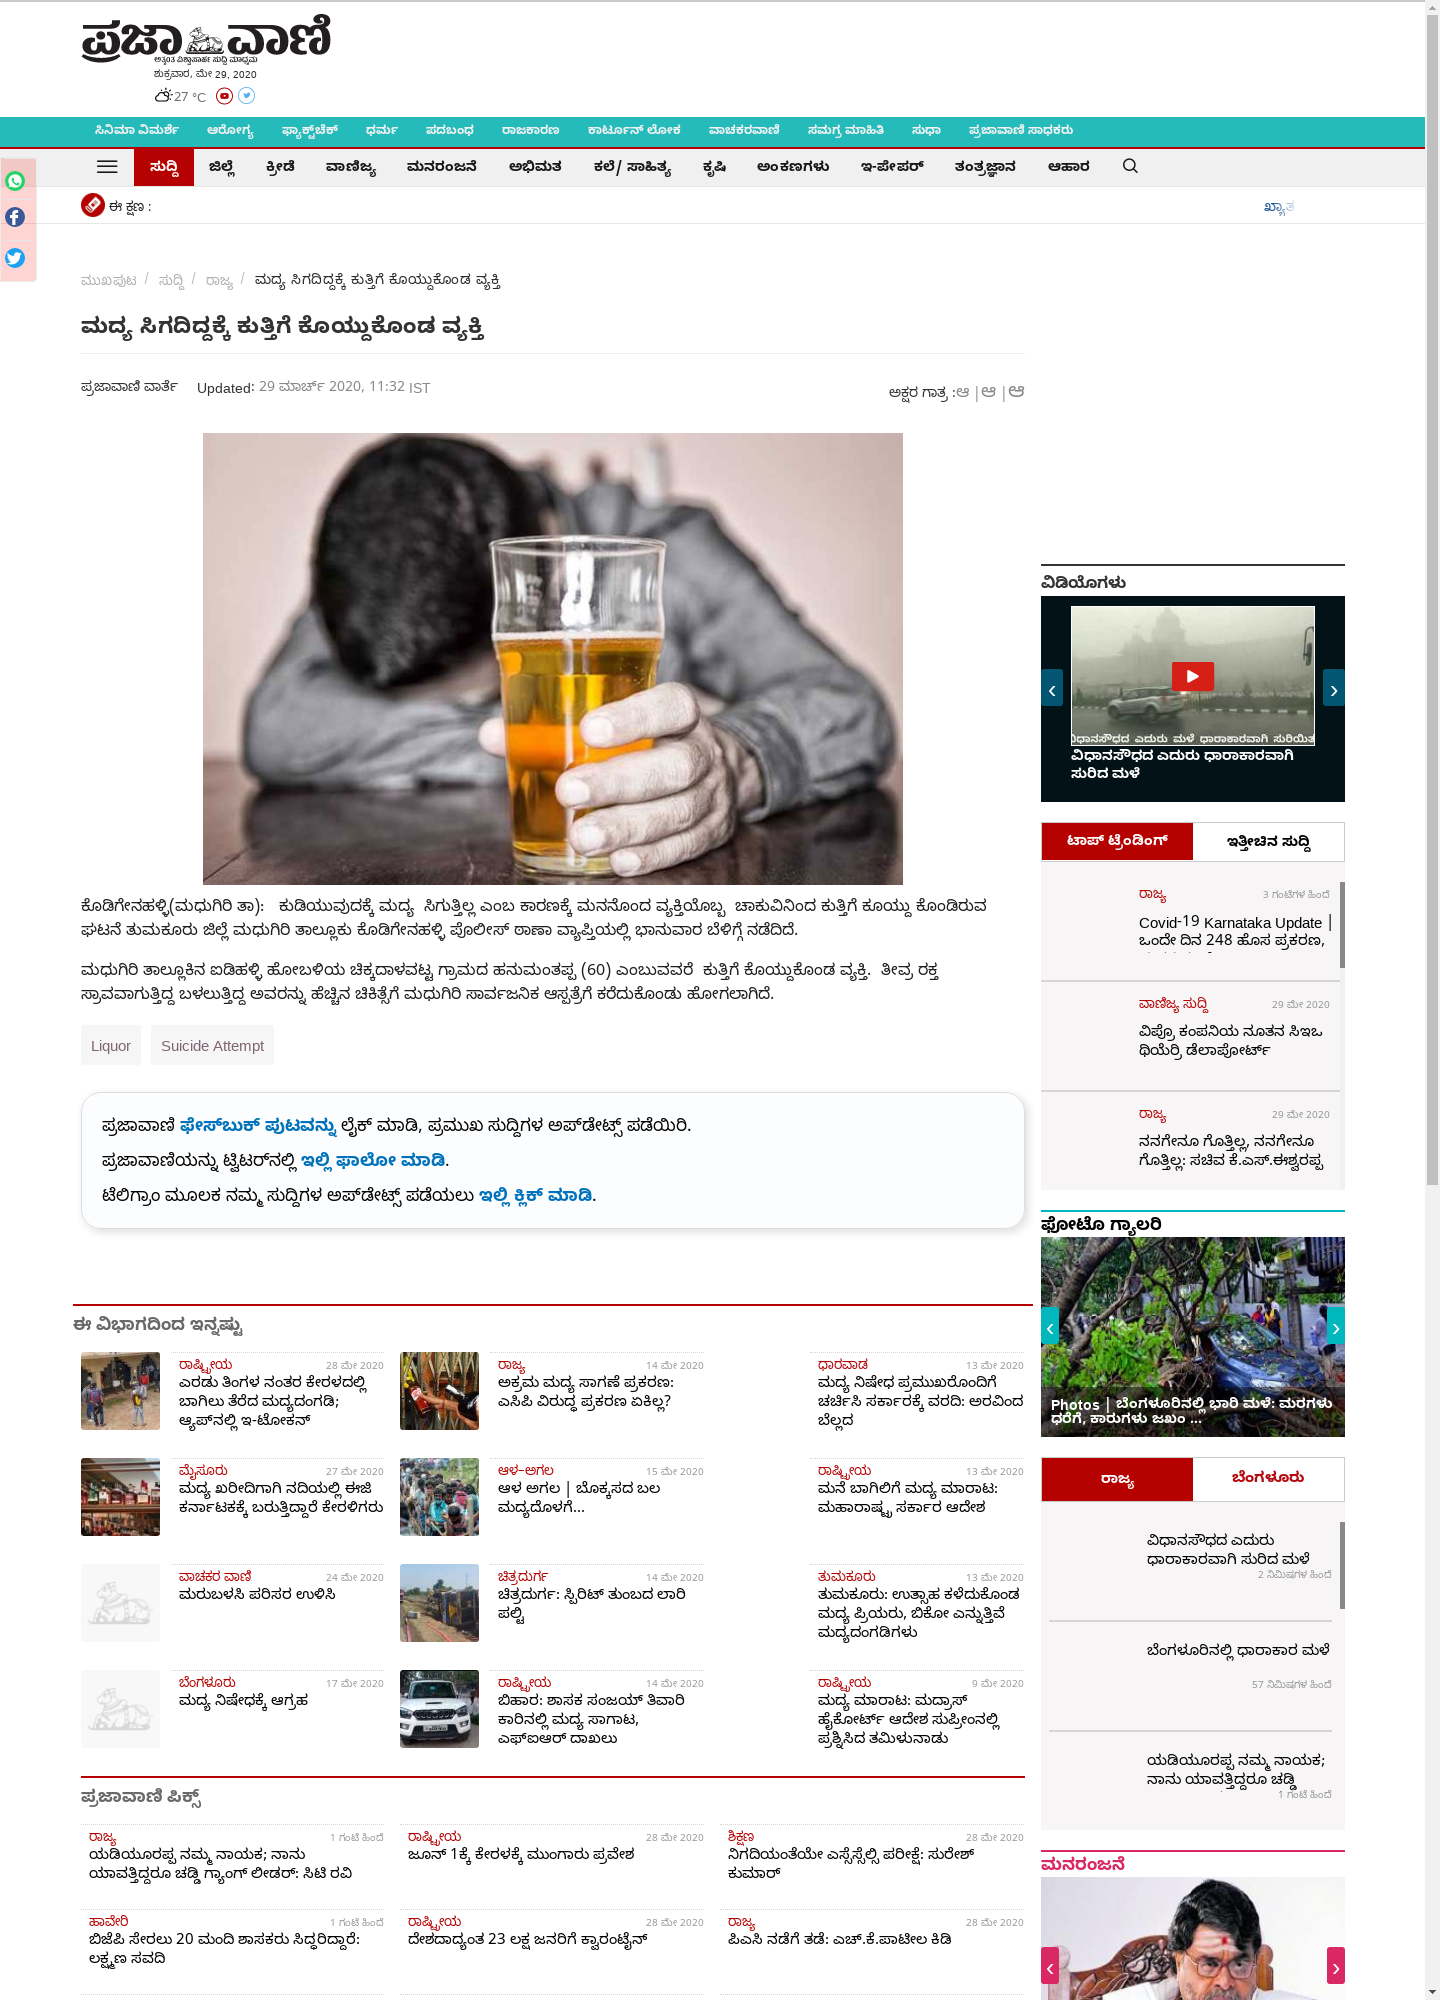 ಪ್ರಜಾವಾಣಿ
ಅತ್ಯಂತ ವಿಶ್ವಾಸಾರ್ಹ ಸುದ್ದಿ ಮಾಧ್ಯಮ
ಶುಕ್ರವಾರ, ಮೇ 29, 2020
27 °C
ಸಿನಿಮಾ ವಿಮರ್ಶೆ ಆರೋಗ್ಯ ಫ್ಯಾಕ್ಟ್‌ಚೆಕ್ ಧರ್ಮ ಪದಬಂಧ ರಾಜಕಾರಣ ಕಾರ್ಟೂನ್ ಲೋಕ ವಾಚಕರವಾಣಿ ಸಮಗ್ರ ಮಾಹಿತಿ ಸುಧಾ ಪ್ರಜಾವಾಣಿ ಸಾಧಕರು
ಸುದ್ದಿ ಜಿಲ್ಲೆ ಕ್ರೀಡೆ ವಾಣಿಜ್ಯ ಮನರಂಜನೆ ಅಭಿಮತ ಕಲೆ/ ಸಾಹಿತ್ಯ ಕೃಷಿ ಅಂಕಣಗಳು ಇ-ಪೇಪರ್ ತಂತ್ರಜ್ಞಾನ ಆಹಾರ
ಈ ಕ್ಷಣ :
ಖ್ಯಾತ
ಮುಖಪುಟ / ಸುದ್ದಿ / ರಾಜ್ಯ / ಮದ್ಯ ಸಿಗದಿದ್ದಕ್ಕೆ ಕುತ್ತಿಗೆ ಕೊಯ್ದುಕೊಂಡ ವ್ಯಕ್ತಿ
ಮದ್ಯ ಸಿಗದಿದ್ದಕ್ಕೆ ಕುತ್ತಿಗೆ ಕೊಯ್ದುಕೊಂಡ ವ್ಯಕ್ತಿ
ಪ್ರಜಾವಾಣಿ ವಾರ್ತೆ Updated: 29 ಮಾರ್ಚ್ 2020, 11:32 IST
ಅಕ್ಷರ ಗಾತ್ರ :ಆ |ಆ |ಆ
ಕೊಡಿಗೇನಹಳ್ಳಿ(ಮಧುಗಿರಿ ತಾ): ಕುಡಿಯುವುದಕ್ಕೆ ಮದ್ಯ ಸಿಗುತ್ತಿಲ್ಲ ಎಂಬ ಕಾರಣಕ್ಕೆ ಮನನೊಂದ ವ್ಯಕ್ತಿಯೊಬ್ಬ ಚಾಕುವಿನಿಂದ ಕುತ್ತಿಗೆ ಕೂಯ್ದು ಕೊಂಡಿರುವ
ಘಟನೆ ತುಮಕೂರು ಜಿಲ್ಲೆ ಮಧುಗಿರಿ ತಾಲ್ಲೂಕು ಕೊಡಿಗೇನಹಳ್ಳಿ ಪೊಲೀಸ್ ಠಾಣಾ ವ್ಯಾಪ್ತಿಯಲ್ಲಿ ಭಾನುವಾರ ಬೆಳಿಗ್ಗೆ ನಡೆದಿದೆ.
ಮಧುಗಿರಿ ತಾಲ್ಲೂಕಿನ ಐಡಿಹಳ್ಳಿ ಹೋಬಳಿಯ ಚಿಕ್ಕದಾಳವಟ್ಟ ಗ್ರಾಮದ ಹನುಮಂತಪ್ಪ (60) ಎಂಬುವವರೆ ಕುತ್ತಿಗೆ ಕೊಯ್ದುಕೊಂಡ ವ್ಯಕ್ತಿ. ತೀವ್ರ ರಕ್ತ
ಸ್ರಾವವಾಗುತ್ತಿದ್ದ ಬಳಲುತ್ತಿದ್ದ ಅವರನ್ನು ಹೆಚ್ಚಿನ ಚಿಕಿತ್ಸೆಗೆ ಮಧುಗಿರಿ ಸಾರ್ವಜನಿಕ ಆಸ್ಪತ್ರೆಗೆ ಕರೆದುಕೊಂಡು ಹೋಗಲಾಗಿದೆ.
Liquor Suicide Attempt
ಪ್ರಜಾವಾಣಿ ಫೇಸ್‌ಬುಕ್ ಪುಟವನ್ನು ಲೈಕ್ ಮಾಡಿ, ಪ್ರಮುಖ ಸುದ್ದಿಗಳ ಅಪ್‌ಡೇಟ್ಸ್ ಪಡೆಯಿರಿ.
ಪ್ರಜಾವಾಣಿಯನ್ನು ಟ್ವಿಟರ್‌ನಲ್ಲಿ ಇಲ್ಲಿ ಫಾಲೋ ಮಾಡಿ.
ಟೆಲಿಗ್ರಾಂ ಮೂಲಕ ನಮ್ಮ ಸುದ್ದಿಗಳ ಅಪ್‌ಡೇಟ್ಸ್ ಪಡೆಯಲು ಇಲ್ಲಿ ಕ್ಲಿಕ್ ಮಾಡಿ.
ಈ ವಿಭಾಗದಿಂದ ಇನ್ನಷ್ಟು
ರಾಷ್ಟ್ರೀಯ 28 ಮೇ 2020
ಎರಡು ತಿಂಗಳ ನಂತರ ಕೇರಳದಲ್ಲಿ
ಬಾಗಿಲು ತೆರೆದ ಮದ್ಯದಂಗಡಿ;
ಆ್ಯಪ್‌ನಲ್ಲಿ ಇ-ಟೋಕನ್
ರಾಜ್ಯ 14 ಮೇ 2020
ಅಕ್ರಮ ಮದ್ಯ ಸಾಗಣೆ ಪ್ರಕರಣ:
ಎಸಿಪಿ ವಿರುದ್ಧ ಪ್ರಕರಣ ಏಕಿಲ್ಲ?
ಧಾರವಾಡ 13 ಮೇ 2020
ಮದ್ಯ ನಿಷೇಧ ಪ್ರಮುಖರೊಂದಿಗೆ
ಚರ್ಚಿಸಿ ಸರ್ಕಾರಕ್ಕೆ ವರದಿ: ಅರವಿಂದ
ಬೆಲ್ಲದ
ಮೈಸೂರು 27 ಮೇ 2020
ಮದ್ಯ ಖರೀದಿಗಾಗಿ ನದಿಯಲ್ಲಿ ಈಜಿ
ಕರ್ನಾಟಕಕ್ಕೆ ಬರುತ್ತಿದ್ದಾರೆ ಕೇರಳಿಗರು
ಆಳ–ಅಗಲ 15 ಮೇ 2020
ಆಳ ಅಗಲ | ಬೊಕ್ಕಸದ ಬಲ
ಮದ್ಯದೊಳಗೆ...
ರಾಷ್ಟ್ರೀಯ 13 ಮೇ 2020
ಮನೆ ಬಾಗಿಲಿಗೆ ಮದ್ಯ ಮಾರಾಟ:
ಮಹಾರಾಷ್ಟ್ರ ಸರ್ಕಾರ ಆದೇಶ
ವಾಚಕರ ವಾಣಿ 24 ಮೇ 2020
ಮರುಬಳಸಿ ಪರಿಸರ ಉಳಿಸಿ
ಚಿತ್ರದುರ್ಗ 14 ಮೇ 2020
ಚಿತ್ರದುರ್ಗ: ಸ್ಪಿರಿಟ್ ತುಂಬದ ಲಾರಿ
ಪಲ್ಟಿ
ತುಮಕೂರು 13 ಮೇ 2020
ತುಮಕೂರು: ಉತ್ಸಾಹ ಕಳೆದುಕೊಂಡ
ಮದ್ಯ ಪ್ರಿಯರು, ಬಿಕೋ ಎನ್ನುತ್ತಿವೆ
ಮದ್ಯದಂಗಡಿಗಳು
ಬೆಂಗಳೂರು 17 ಮೇ 2020
ಮದ್ಯ ನಿಷೇಧಕ್ಕೆ ಆಗ್ರಹ
ರಾಷ್ಟ್ರೀಯ 14 ಮೇ 2020
ಬಿಹಾರ: ಶಾಸಕ ಸಂಜಯ್ ತಿವಾರಿ
ಕಾರಿನಲ್ಲಿ ಮದ್ಯ ಸಾಗಾಟ,
ಎಫ್‌ಐಆರ್ ದಾಖಲು
ರಾಷ್ಟ್ರೀಯ 9 ಮೇ 2020
ಮದ್ಯ ಮಾರಾಟ: ಮದ್ರಾಸ್
ಹೈಕೋರ್ಟ್ ಆದೇಶ ಸುಪ್ರೀಂನಲ್ಲಿ
ಪ್ರಶ್ನಿಸಿದ ತಮಿಳುನಾಡು
ಪ್ರಜಾವಾಣಿ ಪಿಕ್ಸ್
ರಾಜ್ಯ 1 ಗಂಟೆ ಹಿಂದೆ
ಯಡಿಯೂರಪ್ಪ ನಮ್ಮ ನಾಯಕ; ನಾನು
ಯಾವತ್ತಿದ್ದರೂ ಚಡ್ಡಿ ಗ್ಯಾಂಗ್ ಲೀಡರ್: ಸಿಟಿ ರವಿ
ರಾಷ್ಟ್ರೀಯ 28 ಮೇ 2020
ಜೂನ್ 1ಕ್ಕೆ ಕೇರಳಕ್ಕೆ ಮುಂಗಾರು ಪ್ರವೇಶ
ಶಿಕ್ಷಣ 28 ಮೇ 2020
ನಿಗದಿಯಂತೆಯೇ ಎಸ್ಸೆಸ್ಸೆಲ್ಸಿ ಪರೀಕ್ಷೆ: ಸುರೇಶ್
ಕುಮಾರ್
ಹಾವೇರಿ 1 ಗಂಟೆ ಹಿಂದೆ
ಬಿಜೆಪಿ ಸೇರಲು 20 ಮಂದಿ ಶಾಸಕರು ಸಿದ್ಧರಿದ್ದಾರೆ:
ಲಕ್ಷ್ಮಣ ಸವದಿ
ರಾಷ್ಟ್ರೀಯ 28 ಮೇ 2020
ದೇಶದಾದ್ಯಂತ 23 ಲಕ್ಷ ಜನರಿಗೆ ಕ್ವಾರಂಟೈನ್
ರಾಜ್ಯ 28 ಮೇ 2020
ಪಿಎಸಿ ನಡೆಗೆ ತಡೆ: ಎಚ್.ಕೆ.ಪಾಟೀಲ ಕಿಡಿ
ವಿಡಿಯೊಗಳು
ವಿಧಾನಸೌಧದ ಎದುರು ಮಳೆ ಧಾರಾಕಾರವಾಗಿ ಸುರಿಯಿತ
ವಿಧಾನಸೌಧದ ಎದುರು ಧಾರಾಕಾರವಾಗಿ
ಸುರಿದ ಮಳೆ
ಟಾಪ್ ಟ್ರೆಂಡಿಂಗ್ ಇತ್ತೀಚಿನ ಸುದ್ದಿ
ರಾಜ್ಯ 3 ಗಂಟೆಗಳ ಹಿಂದೆ
Covid-19 Karnataka Update |
ಒಂದೇ ದಿನ 248 ಹೊಸ ಪ್ರಕರಣ,
ವಾಣಿಜ್ಯ ಸುದ್ದಿ 29 ಮೇ 2020
ವಿಪ್ರೊ ಕಂಪನಿಯ ನೂತನ ಸಿಇಒ
ಥಿಯೆರ‍್ರಿ ಡೆಲಾಪೋರ್ಟ್
ರಾಜ್ಯ 29 ಮೇ 2020
ನನಗೇನೂ ಗೊತ್ತಿಲ್ಲ, ನನಗೇನೂ
ಗೊತ್ತಿಲ್ಲ: ಸಚಿವ ಕೆ.ಎಸ್.ಈಶ್ವರಪ್ಪ
ಫೋಟೊ ಗ್ಯಾಲರಿ
Photos | ಬೆಂಗಳೂರಿನಲ್ಲಿ ಭಾರಿ ಮಳೆ: ಮರಗಳು
ಧರೆಗೆ, ಕಾರುಗಳು ಜಖಂ ...
ರಾಜ್ಯ ಬೆಂಗಳೂರು
ವಿಧಾನಸೌಧದ ಎದುರು
ಧಾರಾಕಾರವಾಗಿ ಸುರಿದ ಮಳೆ
2 ನಿಮಿಷಗಳ ಹಿಂದೆ
ಬೆಂಗಳೂರಿನಲ್ಲಿ ಧಾರಾಕಾರ ಮಳೆ
57 ನಿಮಿಷಗಳ ಹಿಂದೆ
ಯಡಿಯೂರಪ್ಪ ನಮ್ಮ ನಾಯಕ;
ನಾನು ಯಾವತ್ತಿದ್ದರೂ ಚಡ್ಡಿ
1 ಗಂಟೆ ಹಿಂದೆ
ಮನರಂಜನೆ